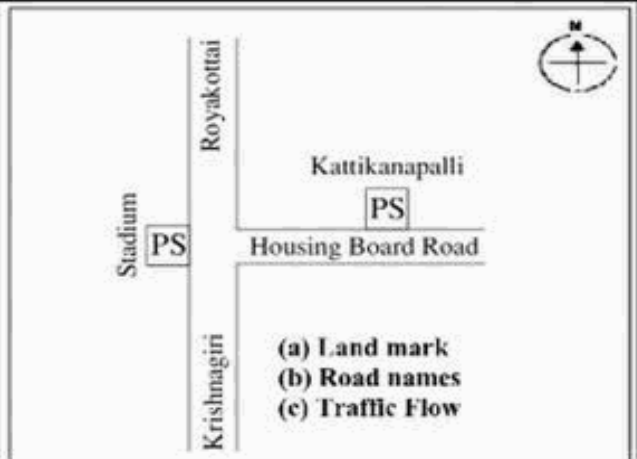 N
Royakottai
Kattikanapalli
PS
Stadium
PS
Housing Board Road
Krishnagiri
(a) Land mark
(b) Road names
(c) Traffic Flow